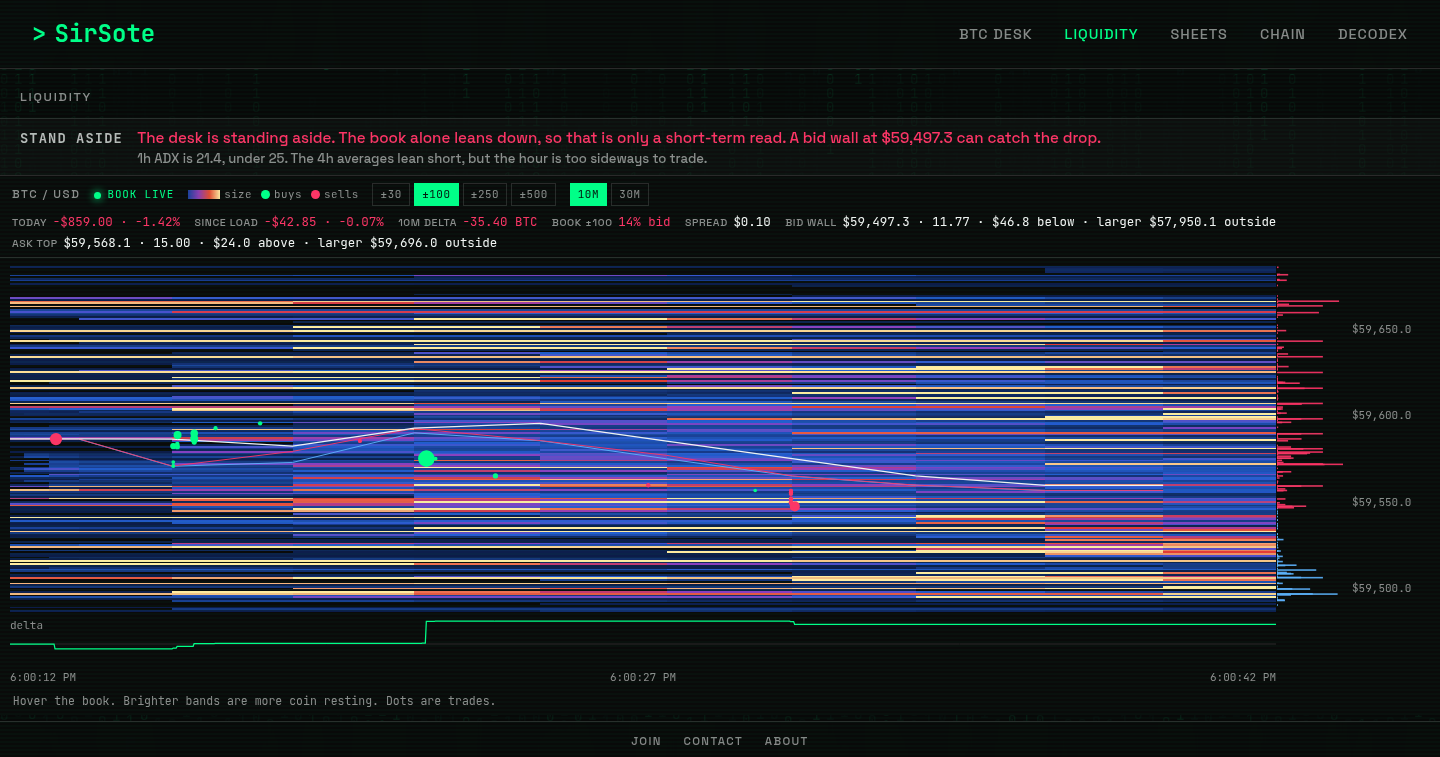 > SirSote
BTC DESK LIQUIDITY SHEETS CHAIN DECODEX
LIQUIDITY
STAND ASIDE The desk is standing aside. The book alone leans down, so that is only a short-term read. A bid wall at $59,497.3 can catch the drop.
1h ADX is 21.4, under 25. The 4h averages lean short, but the hour is too sideways to trade.
BTC / USD BOOK LIVE size buys sells ±30 ±100 ±250 ±500 10M 30M
TODAY -$859.00 · -1.42% SINCE LOAD -$42.85 · -0.07% 10M DELTA -35.40 BTC BOOK ±100 14% bid SPREAD $0.10 BID WALL $59,497.3 · 11.77 · $46.8 below · larger $57,950.1 outside
ASK TOP $59,568.1 · 15.00 · $24.0 above · larger $59,696.0 outside
$59,650.0
$59,600.0
$59,550.0
$59,500.0
delta
6:00:12 PM 6:00:27 PM 6:00:42 PM
Hover the book. Brighter bands are more coin resting. Dots are trades.
JOIN CONTACT ABOUT